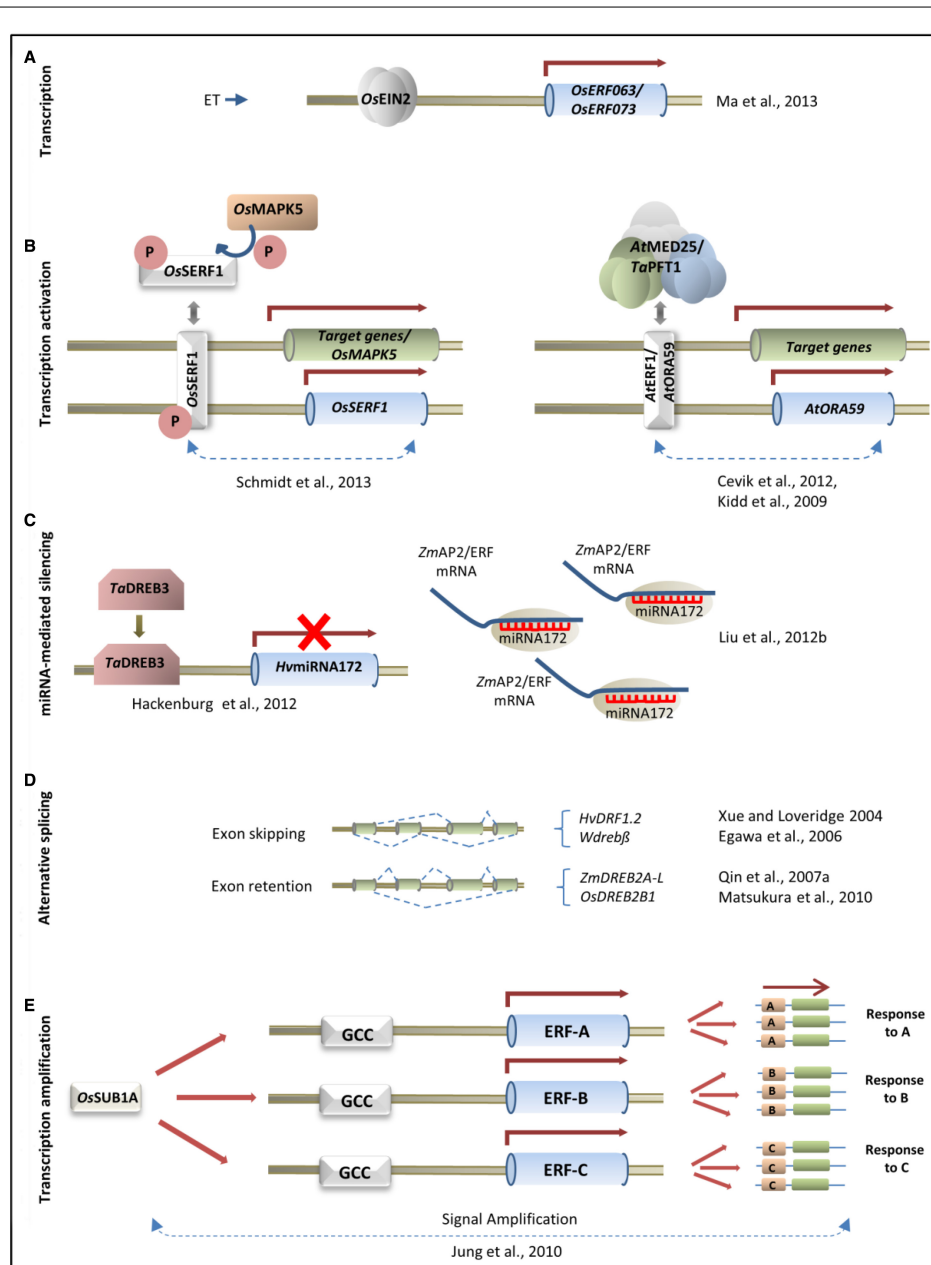 A
Transcription
ET
OsEIN2
OsERF063/
OsERF073
Ma et al., 2013
B
Transcription activation
OsMAPK5
P
P
OsSERF1
OsSERF1
P
Target genes/
OsMAPK5
OsSERF1
Schmidt et al., 2013
AtMED25/
TaPFT1
AtERF1/
AtORA59
Target genes
AtORA59
Cevik et al., 2012,
Kidd et al., 2009
C
miRNA-mediated silencing
TaDREB3
TaDREB3
HvmiRNA172
Hackenburg et al., 2012
ZmAP2/ERF
mRNA
miRNA172
ZmAP2/ERF
mRNA
miRNA172
ZmAP2/ERF
mRNA
miRNA172
Liu et al., 2012b
D
Alternative splicing
Exon skipping
HvDRF1.2
Wdrebß
Xue and Loveridge 2004
Egawa et al., 2006
Exon retention
ZmDREB2A-L
OsDREB2B1
Qin et al., 2007a
Matsukura et al., 2010
E
Transcription amplification
OsSUB1A
GCC
ERF-A
A
A
A
Response
to A
GCC
ERF-B
B
B
B
Response
to B
GCC
ERF-C
C
C
C
Response
to C
Signal Amplification
Jung et al., 2010